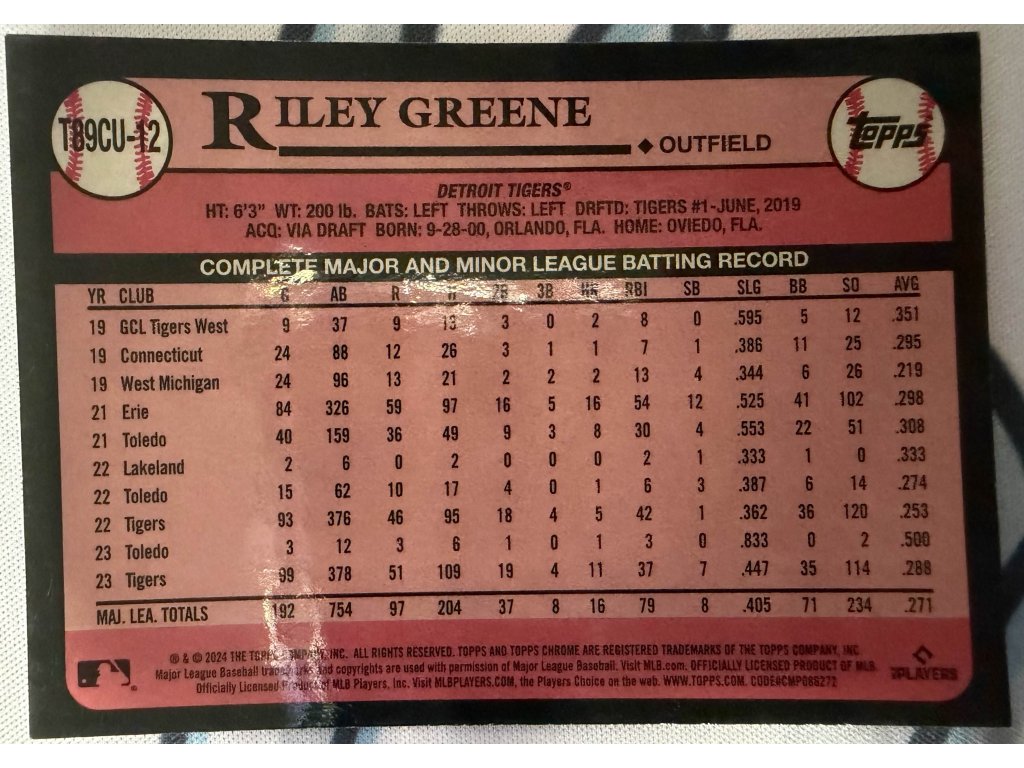 T89CU-12
RILEY GREENE
◆ OUTFIELD
topps
DETROIT TIGERS®
HT: 6'3" WT: 200 lb. BATS: LEFT THROWS: LEFT DRFTD: TIGERS #1-JUNE, 2019
ACQ: VIA DRAFT BORN: 9-28-00, ORLANDO, FLA. HOME: OVIEDO, FLA.
COMPLETE MAJOR AND MINOR LEAGUE BATTING RECORD
YR CLUB G AB R H 2B 3B HR RBI SB SLG BB SO AVG
19 GCL Tigers West 9 37 9 13 3 0 2 8 0 .595 5 12 .351
19 Connecticut 24 88 12 26 3 1 1 7 1 .386 11 25 .295
19 West Michigan 24 96 13 21 2 2 2 13 4 .344 6 26 .219
21 Erie 84 326 59 97 16 5 16 54 12 .525 41 102 .298
21 Toledo 40 159 36 49 9 3 8 30 4 .553 22 51 .308
22 Lakeland 2 6 0 2 0 0 0 2 1 .333 1 0 .333
22 Toledo 15 62 10 17 4 0 1 6 3 .387 6 14 .274
22 Tigers 93 376 46 95 18 4 5 42 1 .362 36 120 .253
23 Toledo 3 12 3 6 1 0 1 3 0 .833 0 2 .500
23 Tigers 99 378 51 109 19 4 11 37 7 .447 35 114 .288
MAJ. LEA. TOTALS 192 754 97 204 37 8 16 79 8 .405 71 234 .271
® & © 2024 THE TOPPS COMPANY, INC. ALL RIGHTS RESERVED. TOPPS AND TOPPS CHROME ARE REGISTERED TRADEMARKS OF THE TOPPS COMPANY, INC.
Major League Baseball trademarks and copyrights are used with permission of Major League Baseball. Visit MLB.com. OFFICIALLY LICENSED PRODUCT OF MLB
Officially Licensed Product of MLB Players, Inc. Visit MLBPLAYERS.COM, the Players Choice on the web. WWW.TOPPS.COM. CODE#CMP086272
PLAYERS